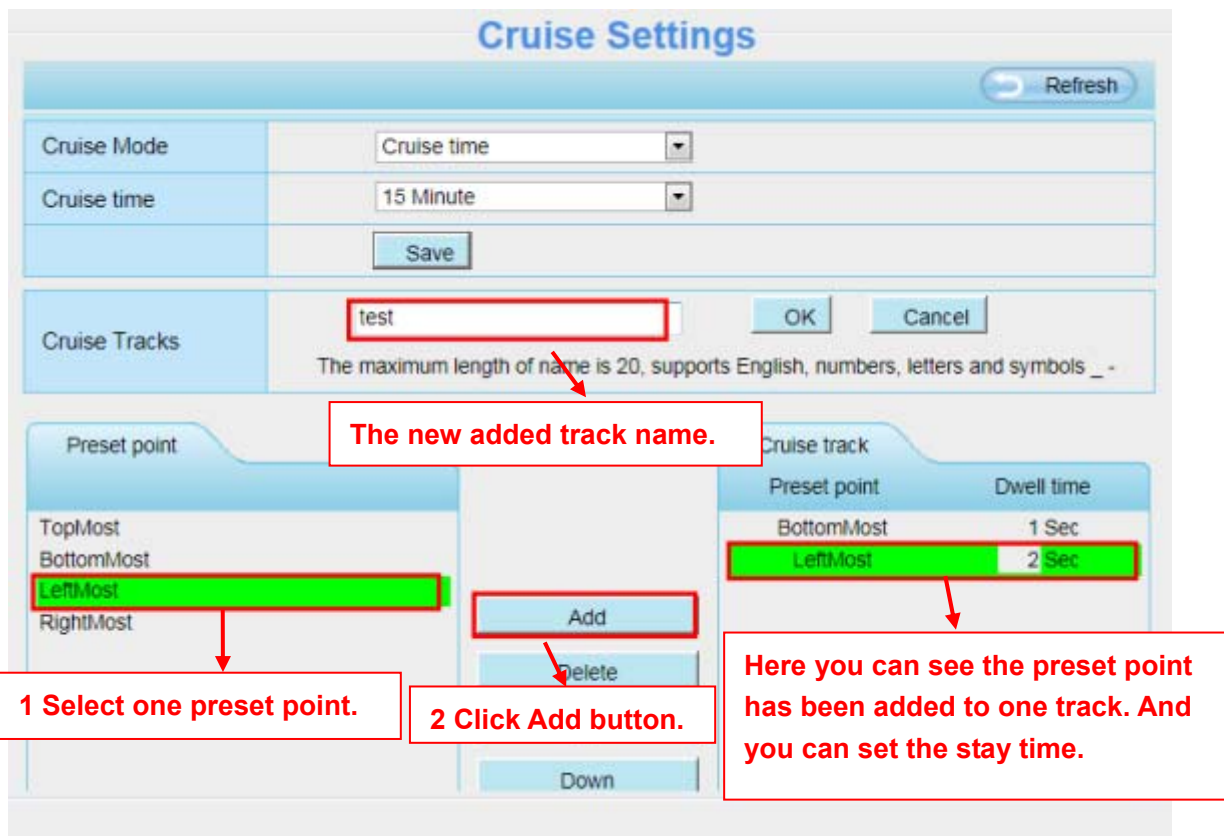 Cruise Settings
Refresh
Cruise Mode
Cruise time
Cruise time
15 Minute
Save
test
OK
Cancel
Cruise Tracks
The maximum length of name is 20, supports English, numbers, letters and symbols _ -
The new added track name.
Preset point
Cruise track
Preset point
Dwell time
TopMost
BottomMost
LeftMost
RightMost
BottomMost
1 Sec
LeftMost
2 Sec
Add
Delete
Down
1 Select one preset point.
2 Click Add button.
Here you can see the preset point
has been added to one track. And
you can set the stay time.